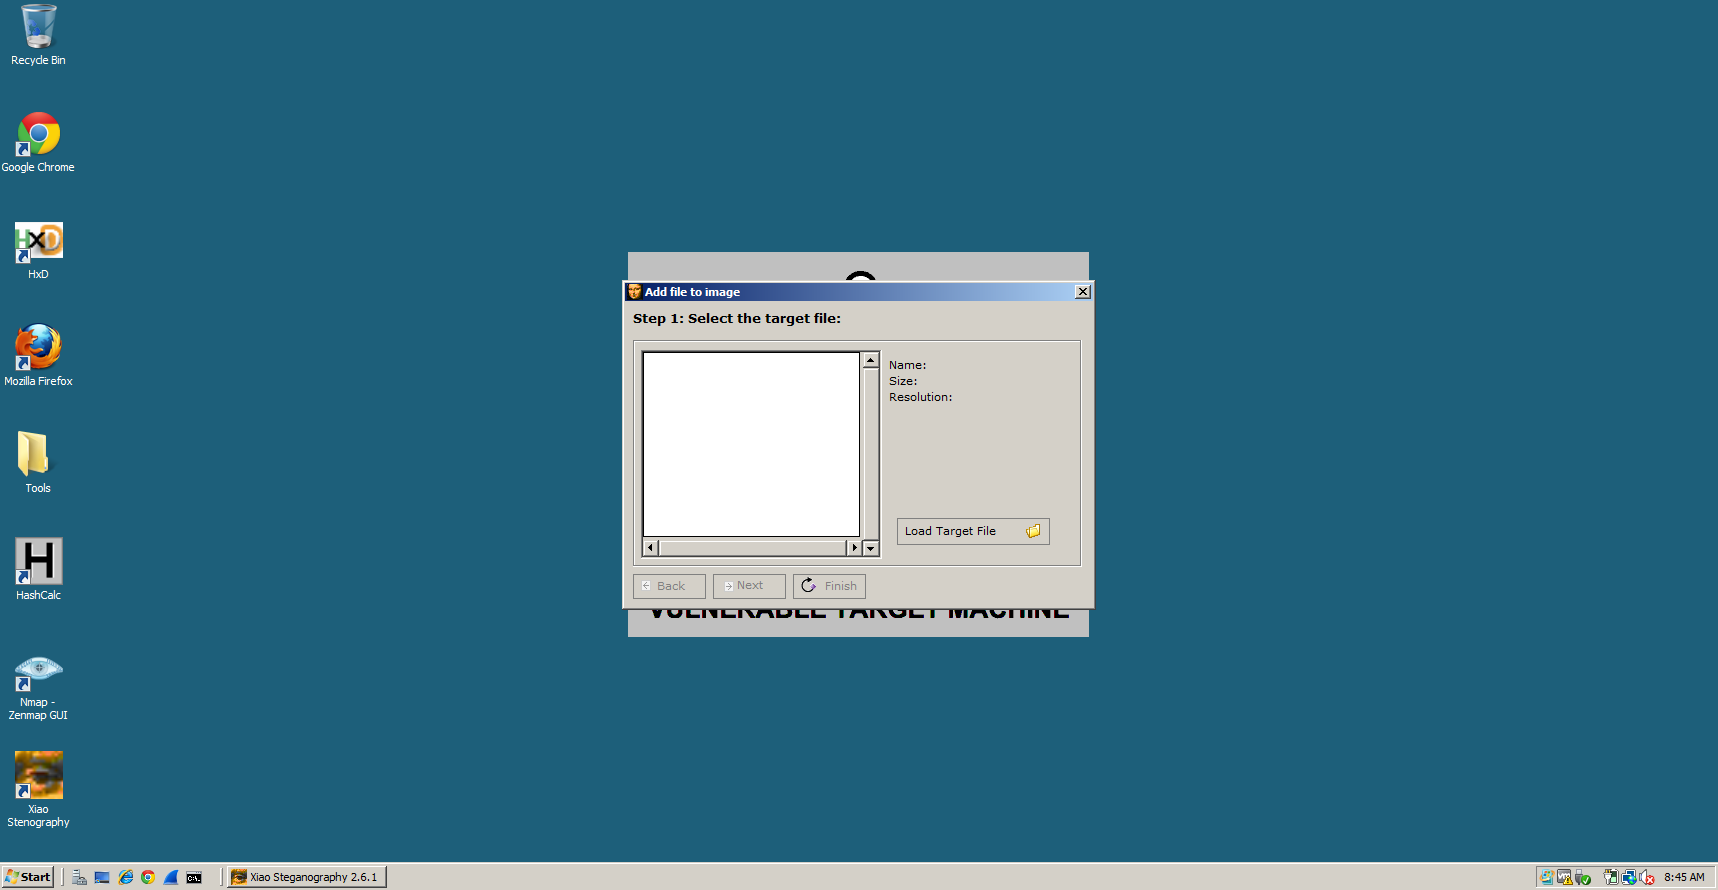 Recycle Bin
Google Chrome
HxD
HxD
Mozilla Firefox
Tools
H
HashCalc
Nmap -
Zenmap GUI
Xiao
Stenography
Add file to image
Step 1: Select the target file:
Name:
Size:
Resolution:
Load Target File
Back
Next
Finish
VULNERABLE TARGET MACHINE
Start
C:\.
Xiao Steganography 2.6.1
8:45 AM